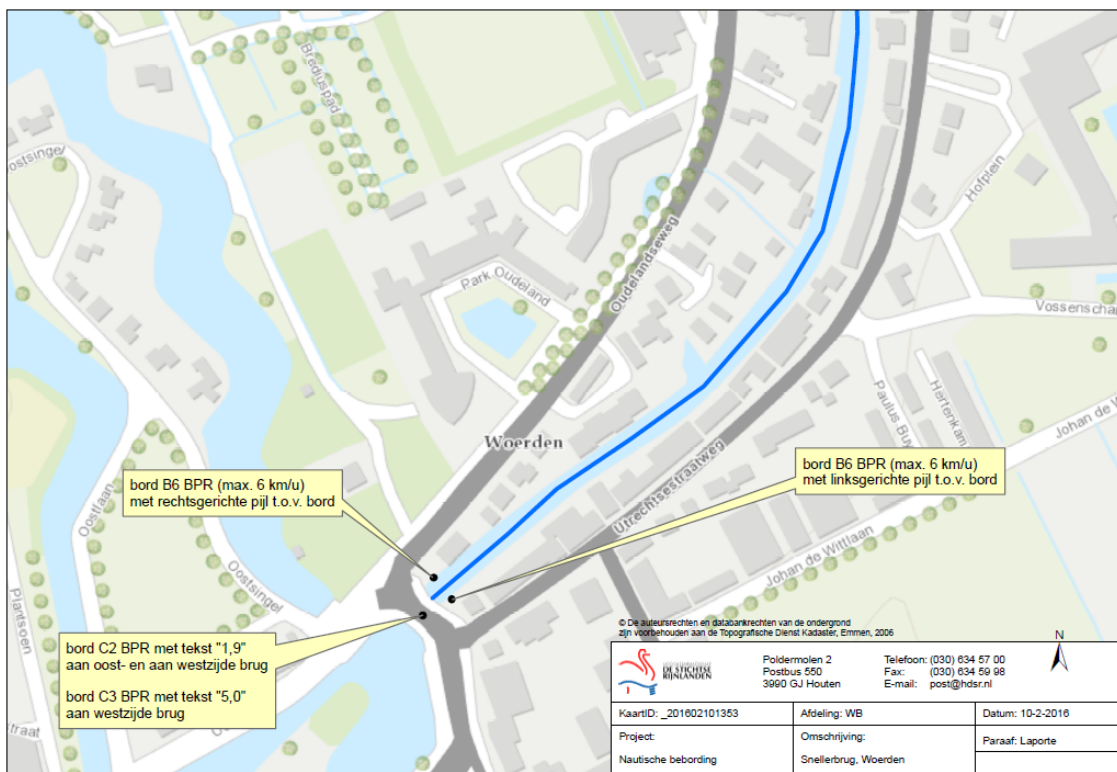 Brediuspad
Oostsingel
Hofplein
Oudelandseweg
Park Oudeland
Vossenschap
Paulus Buy
Hertenkam
Johan de Wi
Woerden
bord B6 BPR (max. 6 km/u)
met rechtsgerichte pijl t.o.v. bord
bord B6 BPR (max. 6 km/u)
met linksgerichte pijl t.o.v. bord
Utrechtsestraatweg
Oostlaan
Johan de Wittlaan
Oostsingel
Plantsoen
bord C2 BPR met tekst "1,9"
aan oost- en aan westzijde brug
bord C3 BPR met tekst "5,0"
aan westzijde brug
traat
© De auteursrechten en databankrechten van de ondergrond
zijn voorbehouden aan de Topografische Dienst Kadaster, Emmen, 2006
N
DE STICHTSE
RIJNLANDEN
Poldermolen 2
Postbus 550
3990 GJ Houten
Telefoon: (030) 634 57 00
Fax: (030) 634 59 98
E-mail: post@hdsr.nl
KaartID: _201602101353
Afdeling: WB
Datum: 10-2-2016
Project:
Nautische bebording
Omschrijving:
Snellerbrug, Woerden
Paraaf: Laporte